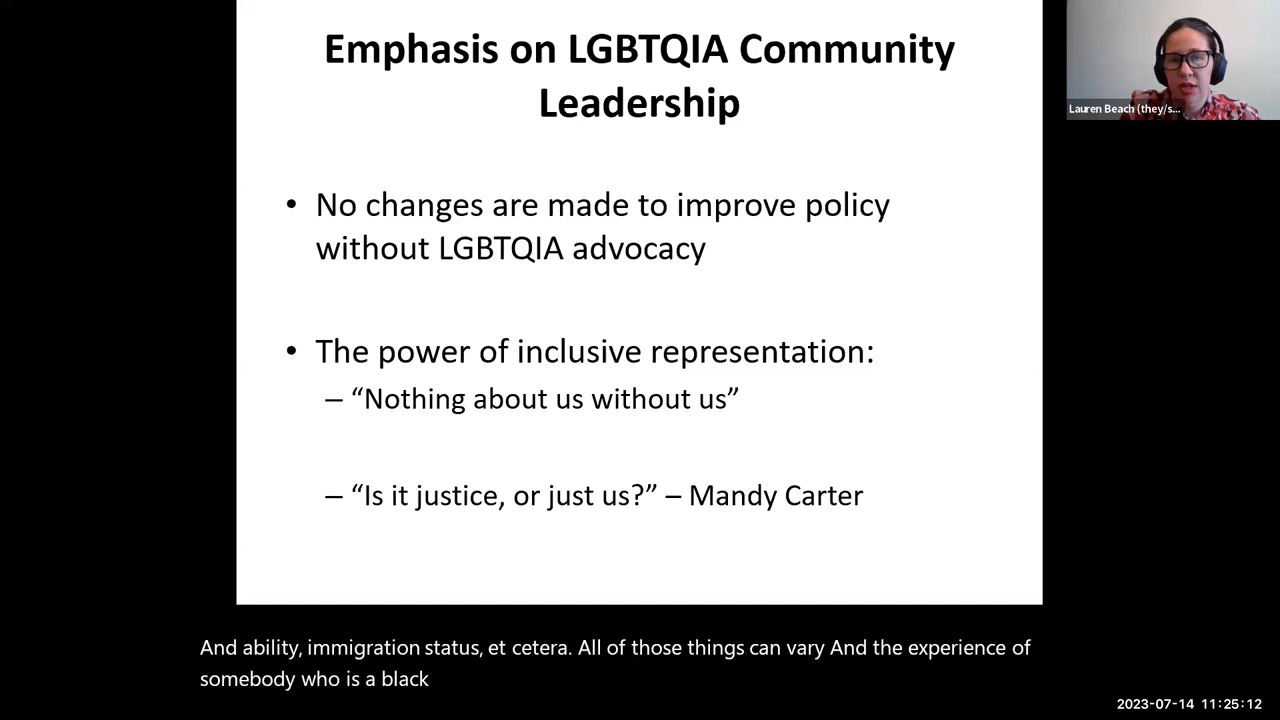 Emphasis on LGBTQIA Community
Leadership
Lauren Beach (they/s...
• No changes are made to improve policy
without LGBTQIA advocacy
• The power of inclusive representation:
– “Nothing about us without us”
– “Is it justice, or just us?” – Mandy Carter
And ability, immigration status, et cetera. All of those things can vary And the experience of
somebody who is a black
2023-07-14 11:25:12